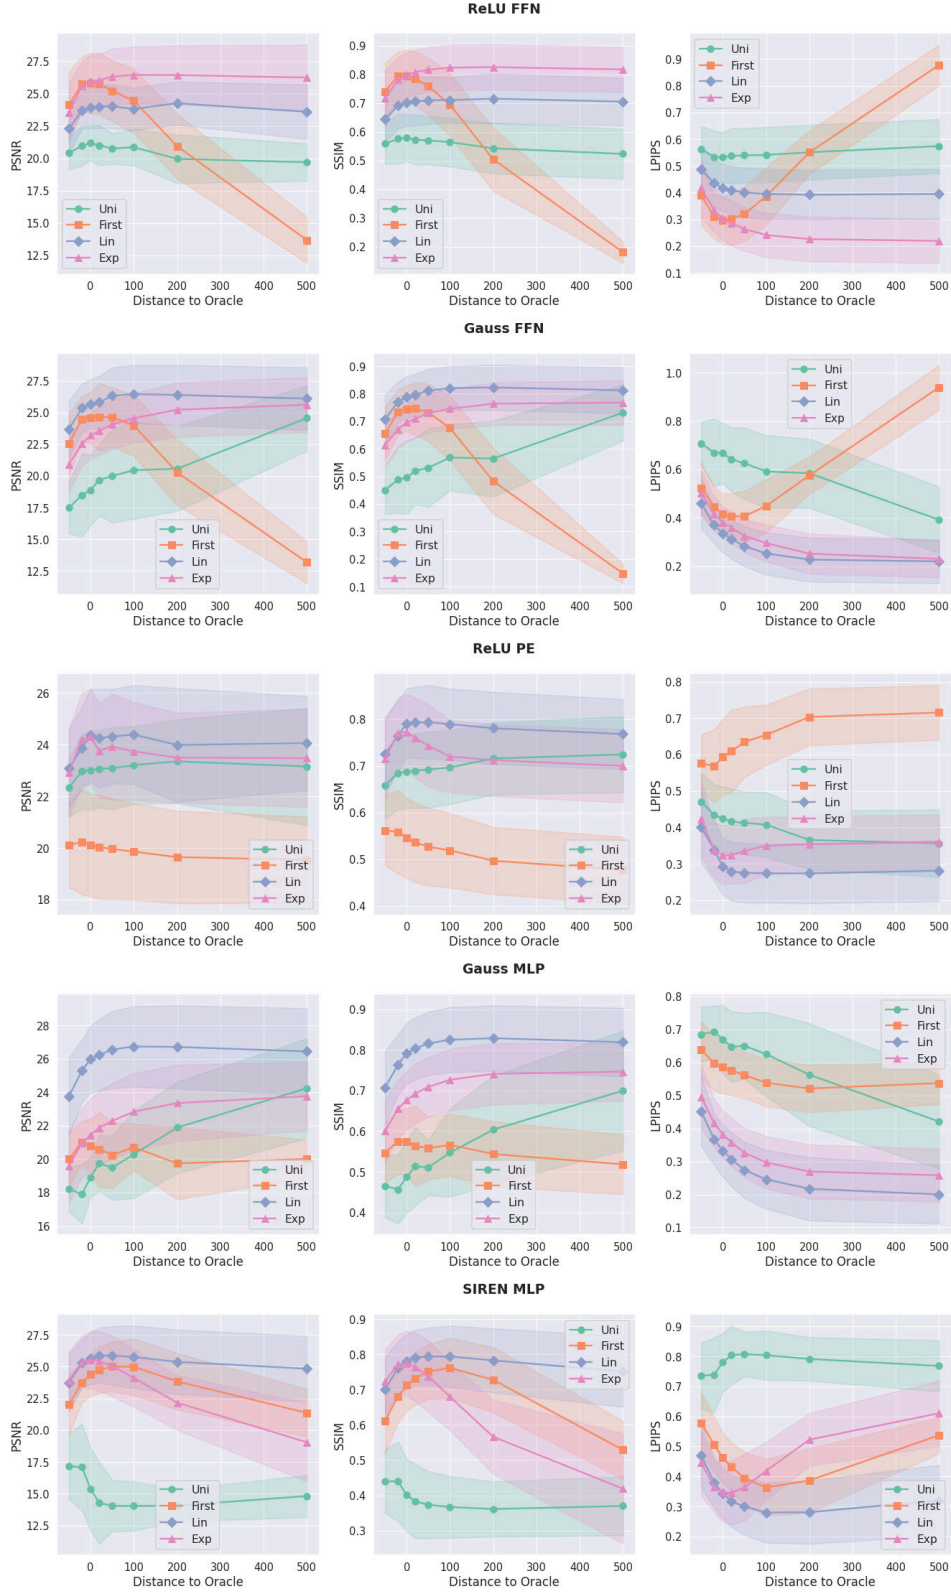 ReLU FFN
PSNR
27.5
25.0
22.5
20.0
17.5
15.0
12.5
Uni
First
Lin
Exp
0 100 200 300 400 500
Distance to Oracle
SSIM
0.9
0.8
0.7
0.6
0.5
0.4
0.3
0.2
Uni
First
Lin
Exp
0 100 200 300 400 500
Distance to Oracle
LPIPS
0.9
0.8
0.7
0.6
0.5
0.4
0.3
0.2
0.1
Uni
First
Lin
Exp
0 100 200 300 400 500
Distance to Oracle
Gauss FFN
PSNR
27.5
25.0
22.5
20.0
17.5
15.0
12.5
Uni
First
Lin
Exp
0 100 200 300 400 500
Distance to Oracle
SSIM
0.9
0.8
0.7
0.6
0.5
0.4
0.3
0.2
0.1
Uni
First
Lin
Exp
0 100 200 300 400 500
Distance to Oracle
LPIPS
1.0
0.8
0.6
0.4
0.2
Uni
First
Lin
Exp
0 100 200 300 400 500
Distance to Oracle
ReLU PE
PSNR
26
24
22
20
18
Uni
First
Lin
Exp
0 100 200 300 400 500
Distance to Oracle
SSIM
0.8
0.7
0.6
0.5
0.4
Uni
First
Lin
Exp
0 100 200 300 400 500
Distance to Oracle
LPIPS
0.8
0.7
0.6
0.5
0.4
0.3
0.2
Uni
First
Lin
Exp
0 100 200 300 400 500
Distance to Oracle
Gauss MLP
PSNR
28
26
24
22
20
18
16
Uni
First
Lin
Exp
0 100 200 300 400 500
Distance to Oracle
SSIM
0.9
0.8
0.7
0.6
0.5
0.4
Uni
First
Lin
Exp
0 100 200 300 400 500
Distance to Oracle
LPIPS
0.8
0.7
0.6
0.5
0.4
0.3
0.2
0.1
Uni
First
Lin
Exp
0 100 200 300 400 500
Distance to Oracle
SIREN MLP
PSNR
27.5
25.0
22.5
20.0
17.5
15.0
12.5
Uni
First
Lin
Exp
0 100 200 300 400 500
Distance to Oracle
SSIM
0.9
0.8
0.7
0.6
0.5
0.4
0.3
Uni
First
Lin
Exp
0 100 200 300 400 500
Distance to Oracle
LPIPS
0.9
0.8
0.7
0.6
0.5
0.4
0.3
0.2
Uni
First
Lin
Exp
0 100 200 300 400 500
Distance to Oracle